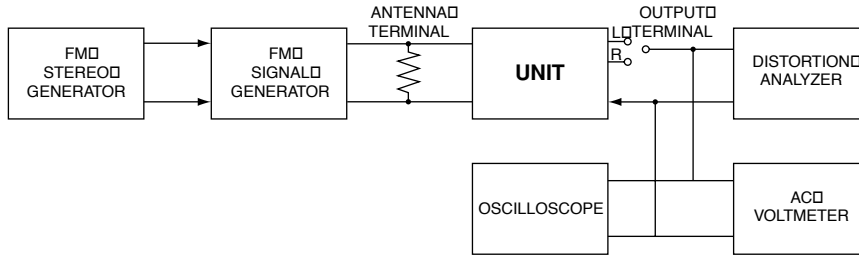 FM□
STEREO□
GENERATOR
FM□
SIGNAL□
GENERATOR
ANTENNA□
TERMINAL
UNIT
L□
R
OUTPUT□
TERMINAL
DISTORTION□
ANALYZER
OSCILLOSCOPE
AC□
VOLTMETER